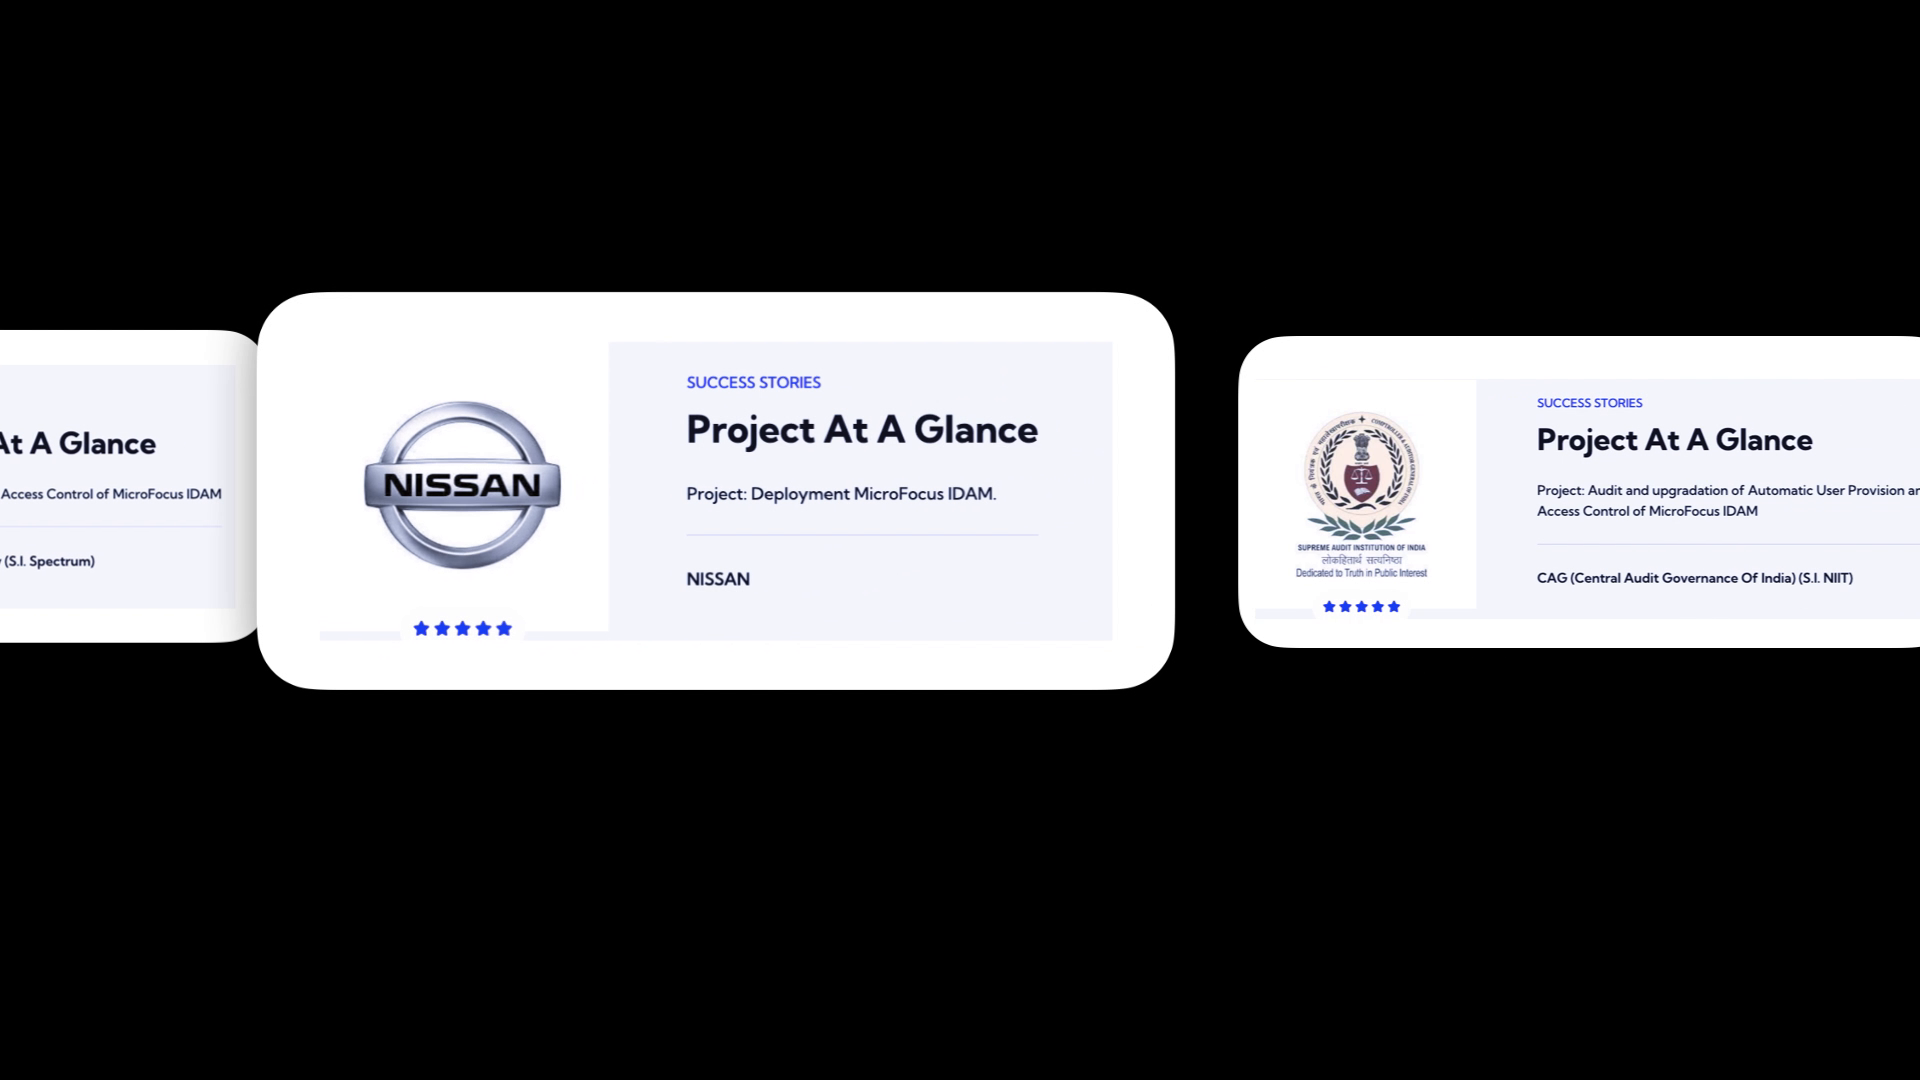 At A Glance
Access Control of MicroFocus IDAM
(S.I. Spectrum)
NISSAN
SUCCESS STORIES
Project At A Glance
Project: Deployment MicroFocus IDAM.
NISSAN
SUPREME AUDIT INSTITUTION OF INDIA
लोकहितार्थ सत्यनिष्ठा
Dedicated to Truth in Public Interest
SUCCESS STORIES
Project At A Glance
Project: Audit and upgradation of Automatic User Provision
Access Control of MicroFocus IDAM
CAG (Central Audit Governance Of India) (S.I. NIIT)